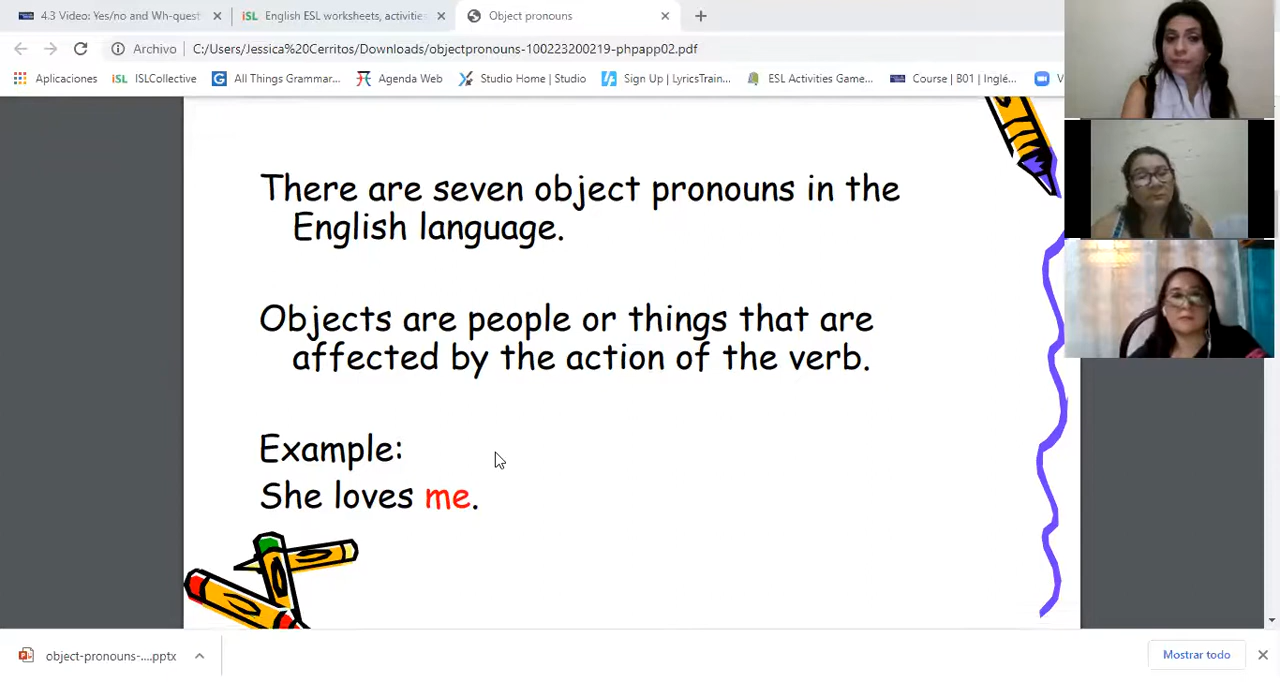 4.3 Video: Yes/no and Wh-quest
English ESL worksheets, activitie
Object pronouns
Archivo
C:/Users/Jessica%20Cerritos/Downloads/objectpronouns-100223200219-phpapp02.pdf
Aplicaciones
iSL ISLCollective
All Things Grammar...
Agenda Web
Studio Home | Studio
Sign Up | LyricsTrain...
ESL Activities Game...
Course | B01 | Inglé...
V
There are seven object pronouns in the
English language.
Objects are people or things that are
affected by the action of the verb.
Example:
She loves me.
object-pronouns-....pptx
Mostrar todo